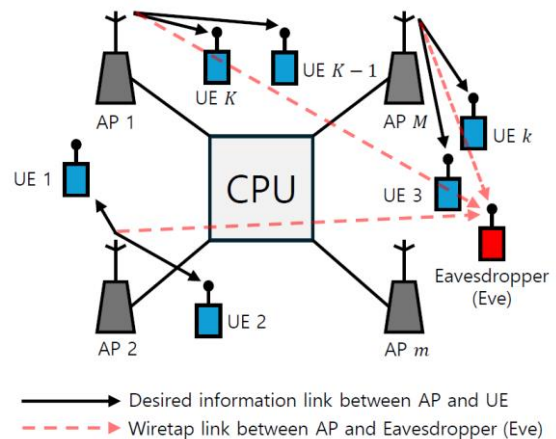 UE K
UE K − 1
AP 1
AP M
UE k
UE 1
CPU
UE 3
Eavesdropper
(Eve)
UE 2
AP 2
AP m
Desired information link between AP and UE
Wiretap link between AP and Eavesdropper (Eve)